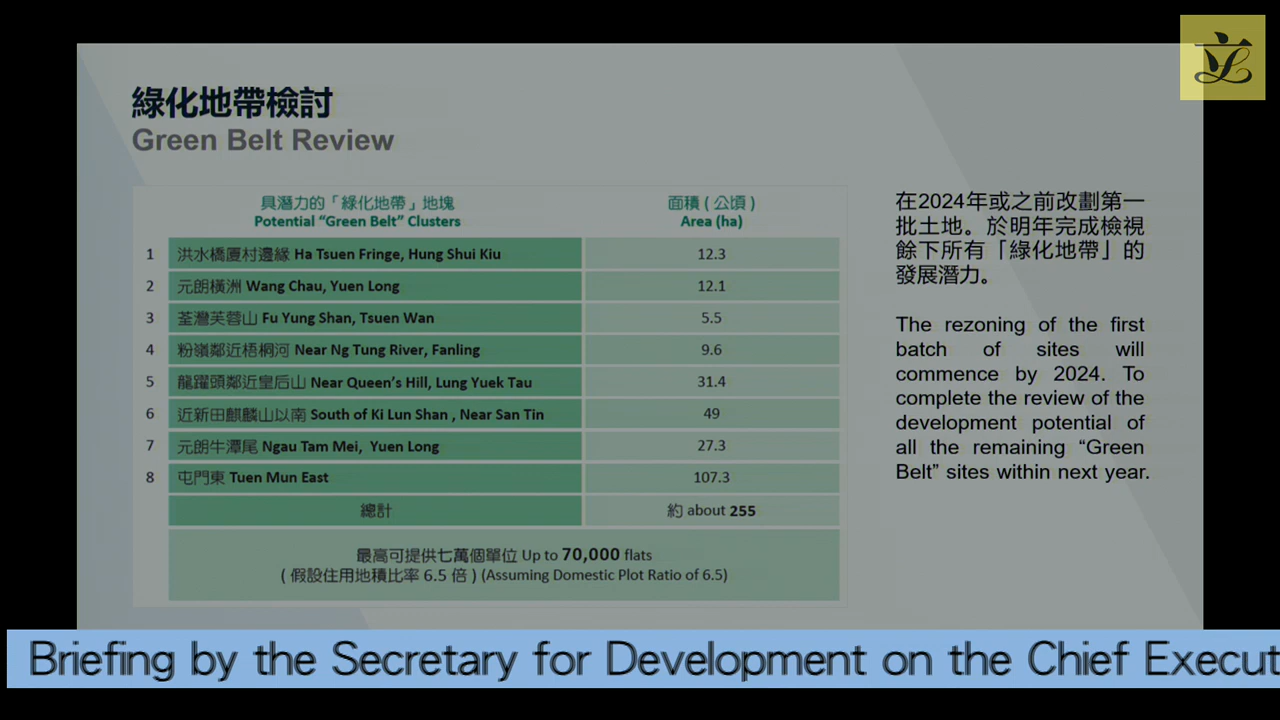 綠化地帶檢討
Green Belt Review
具潛力的「綠化地帶」地塊
Potential “Green Belt” Clusters
面積 ( 公頃 )
Area (ha)
1 洪水橋厦村邊緣 Ha Tsuen Fringe, Hung Shui Kiu 12.3
2 元朗橫洲 Wang Chau, Yuen Long 12.1
3 荃灣芙蓉山 Fu Yung Shan, Tsuen Wan 5.5
4 粉嶺鄰近梧桐河 Near Ng Tung River, Fanling 9.6
5 龍躍頭鄰近皇后山 Near Queen’s Hill, Lung Yuek Tau 31.4
6 近新田麒麟山以南 South of Ki Lun Shan , Near San Tin 49
7 元朗牛潭尾 Ngau Tam Mei, Yuen Long 27.3
8 屯門東 Tuen Mun East 107.3
總計 約 about 255
最高可提供七萬個單位 Up to 70,000 flats
( 假設住用地積比率 6.5 倍 ) (Assuming Domestic Plot Ratio of 6.5)
在2024年或之前改劃第一
批土地。於明年完成檢視
餘下所有「綠化地帶」的
發展潛力。
The rezoning of the first
batch of sites will
commence by 2024. To
complete the review of the
development potential of
all the remaining “Green
Belt” sites within next year.
Briefing by the Secretary for Development on the Chief Execut